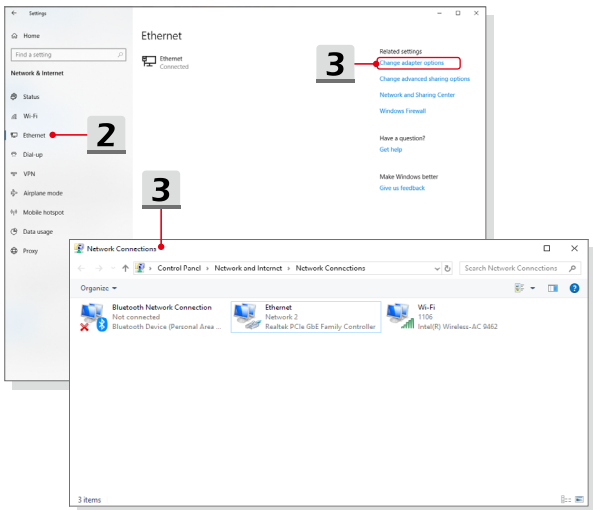 Settings
Home
Find a setting
Network & Internet
Status
Wi-Fi
Ethernet
Dial-up
VPN
Airplane mode
Mobile hotspot
Data usage
Proxy
2
Ethernet
Ethernet
Connected
3
Related settings
Change adapter options
Change advanced sharing options
Network and Sharing Center
Windows Firewall
Have a question?
Get help
Make Windows better
Give us feedback
3
Network Connections
Control Panel › Network and Internet › Network Connections
Search Network Connections
Organize
Bluetooth Network Connection
Not connected
Bluetooth Device (Personal Area ...
Ethernet
Network 2
Realtek PCIe GbE Family Controller
Wi-Fi
1106
Intel(R) Wireless-AC 9462
3 items